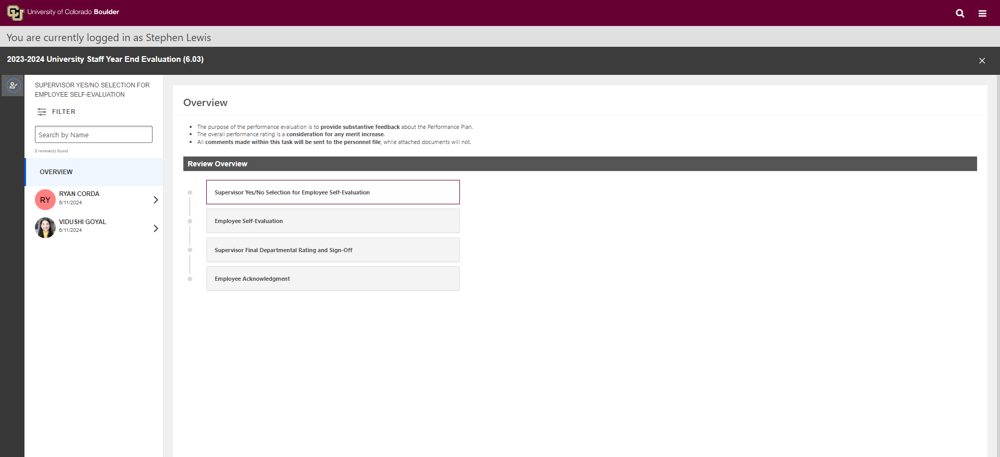 University of Colorado Boulder
You are currently logged in as Stephen Lewis
2023-2024 University Staff Year End Evaluation (6.03)
SUPERVISOR YES/NO SELECTION FOR
EMPLOYEE SELF-EVALUATION
FILTER
Search by Name
2 review(s) found
OVERVIEW
RY
RYAN CORDA
6/11/2024
VIDUSHI GOYAL
6/11/2024
Overview
The purpose of the performance evaluation is to provide substantive feedback about the Performance Plan.
The overall performance rating is a consideration for any merit increase.
All comments made within this task will be sent to the personnel file, while attached documents will not.
Review Overview
Supervisor Yes/No Selection for Employee Self-Evaluation
Employee Self-Evaluation
Supervisor Final Departmental Rating and Sign-Off
Employee Acknowledgment